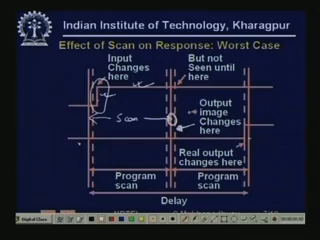 Indian Institute of Technology, Kharagpur
Effect of Scan on Response: Worst Case
Input
Changes
here
But not
Seen until
here
Scan
Output
image
Changes
here
Real output
changes here
Program
scan
Program
scan
Delay